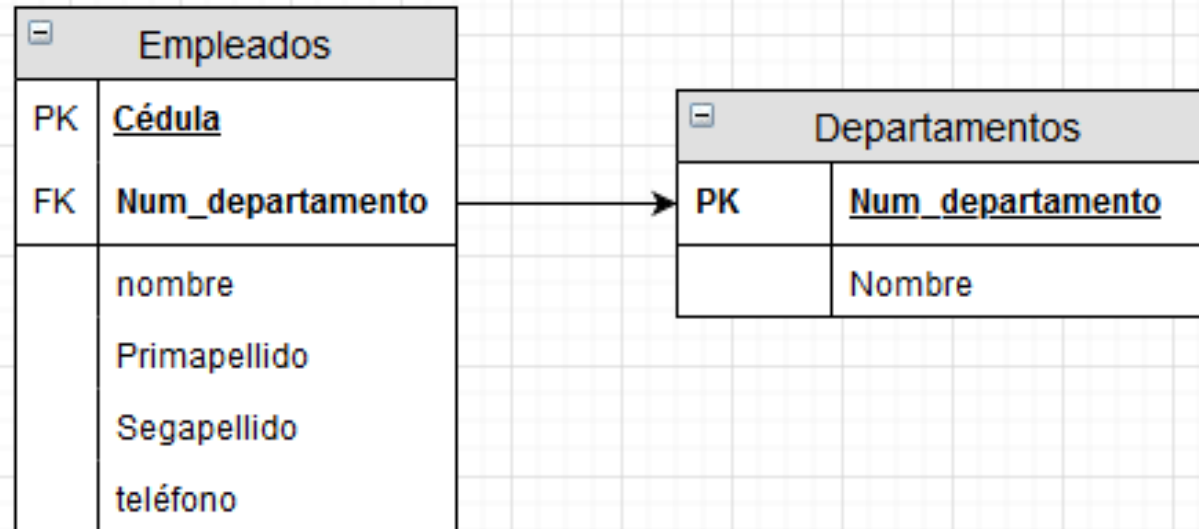 Empleados
PK Cédula
FK Num_departamento
nombre
Primapellido
Segapellido
teléfono
Departamentos
PK Num_departamento
Nombre